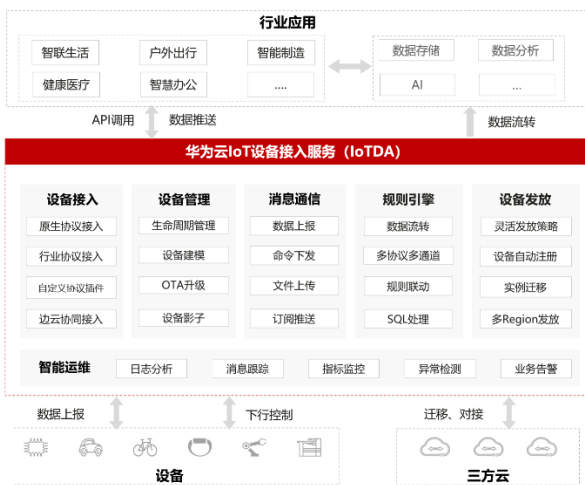 行业应用
智联生活 户外出行 智能制造 数据存储 数据分析
健康医疗 智慧办公 .... AI ...
API调用 数据推送 数据流转
华为云IoT设备接入服务（IoTDA）
设备接入 设备管理 消息通信 规则引擎 设备发放
原生协议接入 生命周期管理 数据上报 数据流转 灵活发放策略
行业协议接入 设备建模 命令下发 多协议多通道 设备自动注册
自定义协议插件 OTA升级 文件上传 规则联动 实例迁移
边云协同接入 设备影子 订阅推送 SQL处理 多Region发放
智能运维 日志分析 消息跟踪 指标监控 异常检测 业务告警
数据上报 下行控制 迁移、对接
设备 三方云